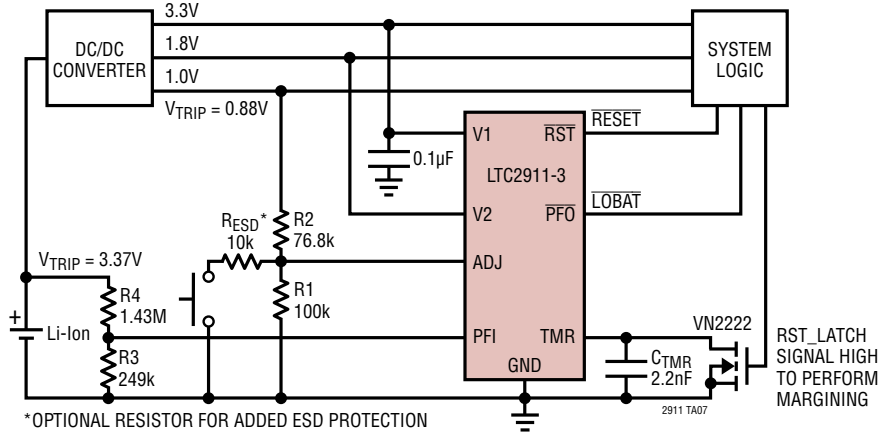 3.3V
DC/DC
CONVERTER
1.8V
1.0V
SYSTEM
LOGIC
V_TRIP = 0.88V
V1
RST
RESET
0.1µF
LTC2911-3
R_ESD*
10k
R2
76.8k
V2
PFO
LOBAT
V_TRIP = 3.37V
ADJ
R4
1.43M
R1
100k
+
Li-Ion
PFI
TMR
VN2222
R3
249k
GND
C_TMR
2.2nF
RST_LATCH
SIGNAL HIGH
TO PERFORM
MARGINING
2911 TA07
*OPTIONAL RESISTOR FOR ADDED ESD PROTECTION